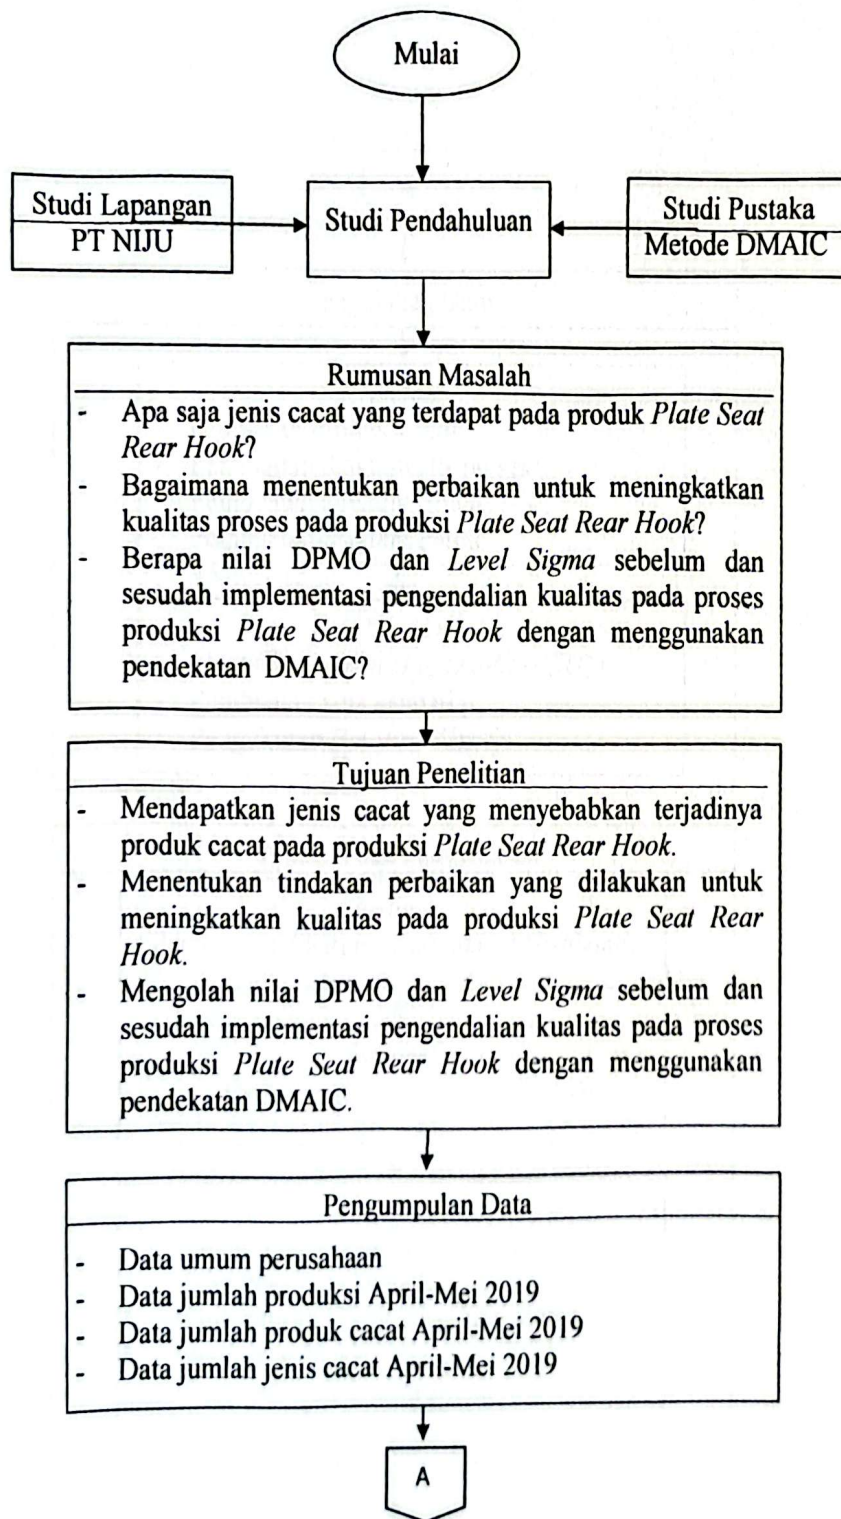 Mulai
Studi Lapangan
PT NIJU
Studi Pendahuluan
Studi Pustaka
Metode DMAIC
Rumusan Masalah
- Apa saja jenis cacat yang terdapat pada produk Plate Seat
Rear Hook?
- Bagaimana menentukan perbaikan untuk meningkatkan
kualitas proses pada produksi Plate Seat Rear Hook?
- Berapa nilai DPMO dan Level Sigma sebelum dan
sesudah implementasi pengendalian kualitas pada proses
produksi Plate Seat Rear Hook dengan menggunakan
pendekatan DMAIC?
Tujuan Penelitian
- Mendapatkan jenis cacat yang menyebabkan terjadinya
produk cacat pada produksi Plate Seat Rear Hook.
- Menentukan tindakan perbaikan yang dilakukan untuk
meningkatkan kualitas pada produksi Plate Seat Rear
Hook.
- Mengolah nilai DPMO dan Level Sigma sebelum dan
sesudah implementasi pengendalian kualitas pada proses
produksi Plate Seat Rear Hook dengan menggunakan
pendekatan DMAIC.
Pengumpulan Data
- Data umum perusahaan
- Data jumlah produksi April-Mei 2019
- Data jumlah produk cacat April-Mei 2019
- Data jumlah jenis cacat April-Mei 2019
A